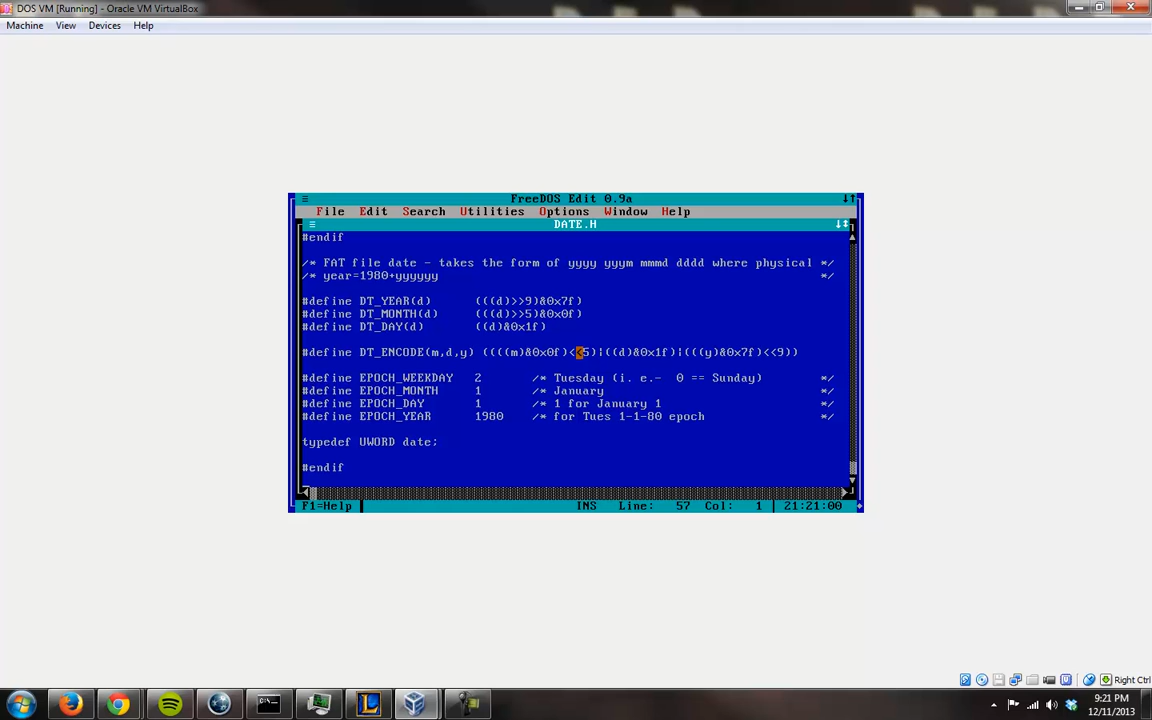 DOS VM [Running] - Oracle VM VirtualBox
Machine View Devices Help
FreeDOS Edit 0.9a
File Edit Search Utilities Options Window Help
DATE.H
#endif
/* FAT file date - takes the form of yyyy yyym mmmd dddd where physical */
/* year=1980+yyyyyy */
#define DT_YEAR(d) (((d)>>9)&0x7f)
#define DT_MONTH(d) (((d)>>5)&0x0f)
#define DT_DAY(d) ((d)&0x1f)
#define DT_ENCODE(m,d,y) ((((m)&0x0f)<<5)|((d)&0x1f)|(((y)&0x7f)<<9))
#define EPOCH_WEEKDAY 2 /* Tuesday (i. e.- 0 == Sunday) */
#define EPOCH_MONTH 1 /* January */
#define EPOCH_DAY 1 /* 1 for January 1 */
#define EPOCH_YEAR 1980 /* for Tues 1-1-80 epoch */
typedef UWORD date;
#endif
F1=Help INS Line: 57 Col: 1 21:21:00
Right Ctrl
9:21 PM
12/11/2013